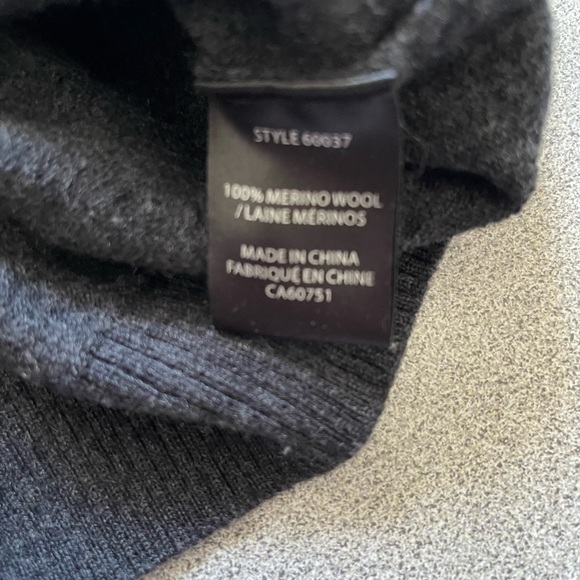 STYLE 60037
100% MERINO WOOL
/ LAINE MÉRINOS
MADE IN CHINA
FABRIQUÉ EN CHINE
CA60751